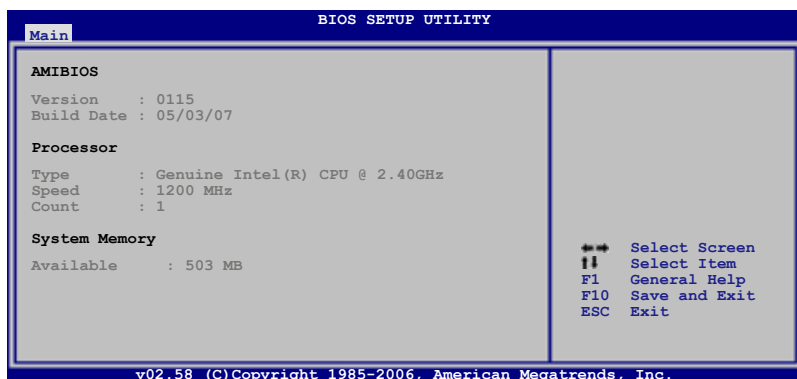 BIOS SETUP UTILITY
Main
AMIBIOS
Version : 0115
Build Date : 05/03/07
Processor
Type : Genuine Intel(R) CPU @ 2.40GHz
Speed : 1200 MHz
Count : 1
System Memory
Available : 503 MB
←→ Select Screen
↑↓ Select Item
F1 General Help
F10 Save and Exit
ESC Exit
v02.58 (C)Copyright 1985-2006, American Megatrends, Inc.